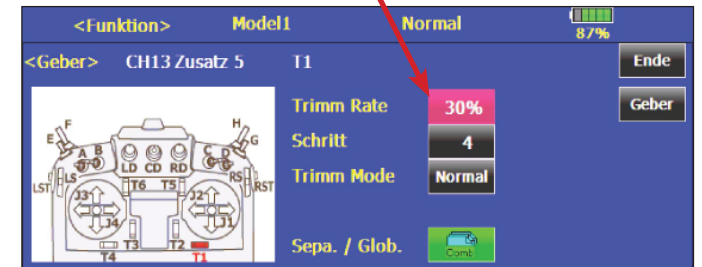 <Funktion> Model1 Normal 87%
<Geber> CH13 Zusatz 5 T1 Ende
Trimm Rate 30% Geber
Schritt 4
Trimm Mode Normal
Sepa. / Glob. Comb
F H
E A B C D G
LD CD RD
LST LS T6 T5 RS RST
J3 J2
J4 J1
T3 T2
T4 T1